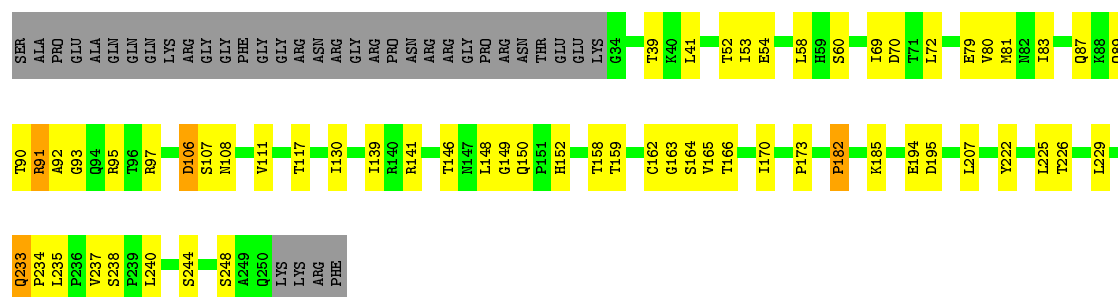 SER ALA PRO GLU ALA GLN GLN GLN LYS ARG GLY GLY PHE GLY GLY ARG ASN ARG GLY ARG PRO ASN ARG ARG GLY PRO ARG ASN THR GLU GLU LYS G34 T39 K40 L41 T52 I53 E54 L58 H59 S60 I69 D70 T71 L72 E79 V80 M81 N82 I83 Q87 K88 Q89
T90 R91 A92 G93 Q94 R95 T96 R97 D106 S107 N108 V111 T117 I130 I139 R140 R141 T146 N147 L148 G149 Q150 P151 H152 T158 T159 C162 G163 S164 V165 T166 I170 P173 P182 K185 E194 D195 L207 Y222 L225 T226 L229
Q233 P234 L235 P236 V237 S238 P239 L240 S244 S248 A249 Q250 LYS LYS ARG PHE